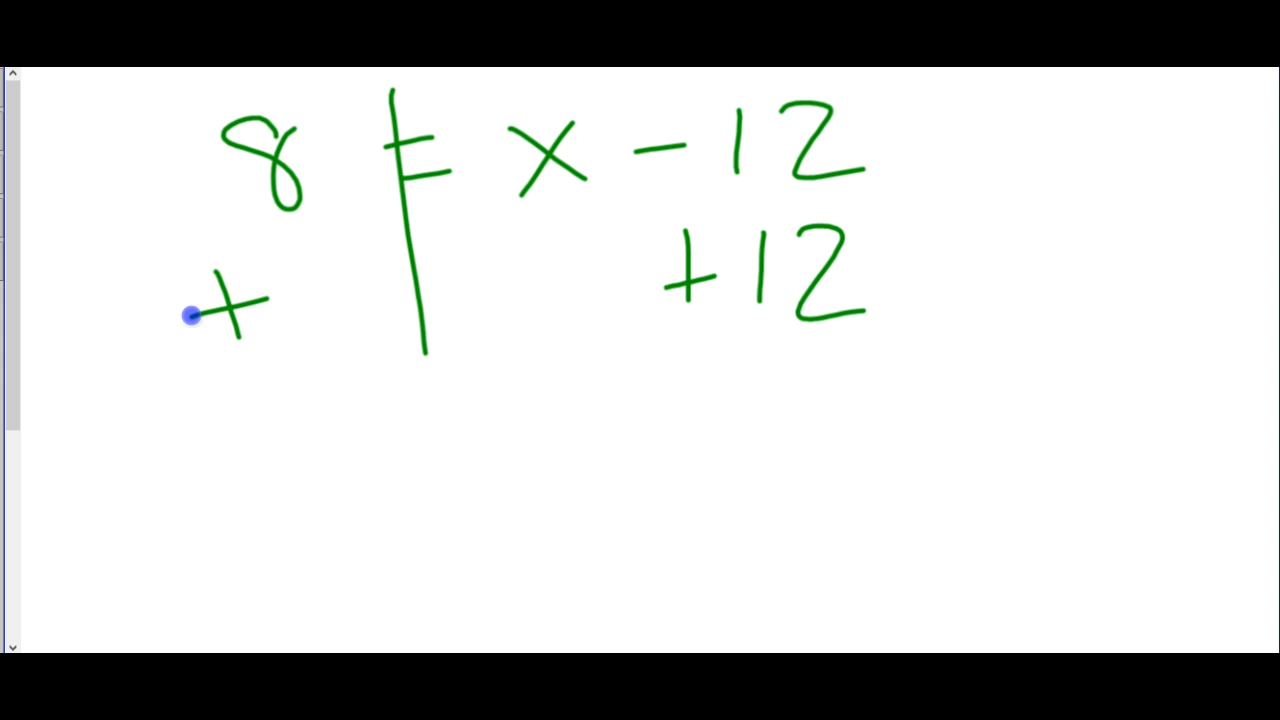 8 = x - 12
+ + 12